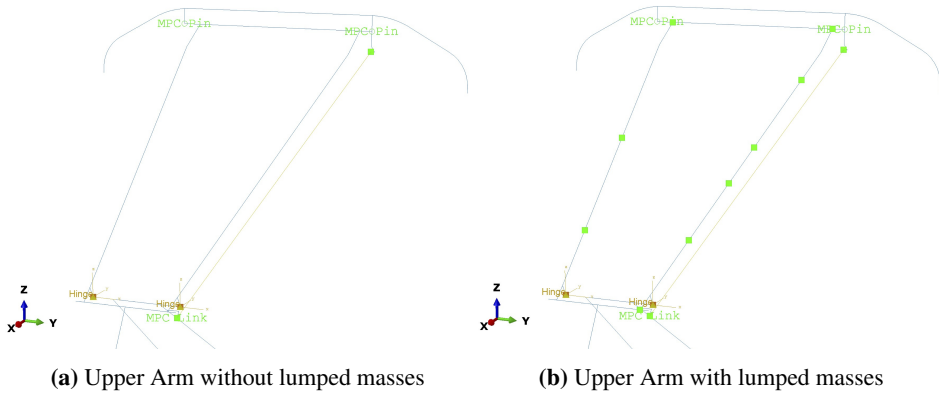 MPC Pin
MPC Pin
Hinge
Hinge
MPC Link
Z
X
Y
MPC Pin
MPC Pin
Hinge
Hinge
MPC Link
Z
X
Y
(a) Upper Arm without lumped masses
(b) Upper Arm with lumped masses